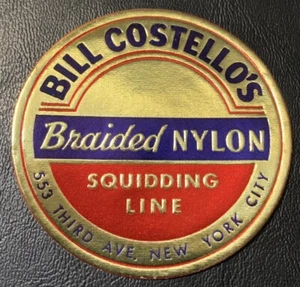 BILL COSTELLO'S
Braided NYLON
SQUIDDING
LINE
553 THIRD AVE, NEW YORK CITY